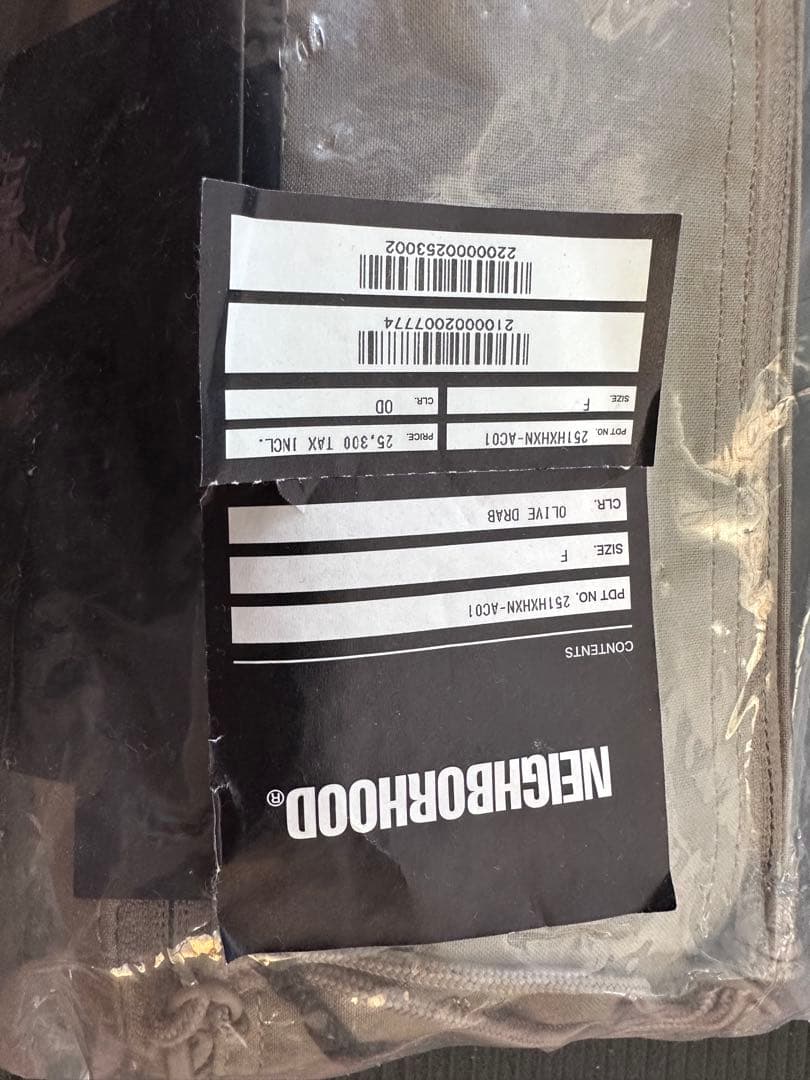 NEIGHBORHOOD®
CONTENTS
PDT NO. 251HXHXN-AC01
SIZE. F
CLR. OLIVE DRAB
PDT NO. 251HXHXN-AC01 PRICE. 25,300 TAX INCL.
SIZE. F CLR. OD
2100002007774
2200000253002